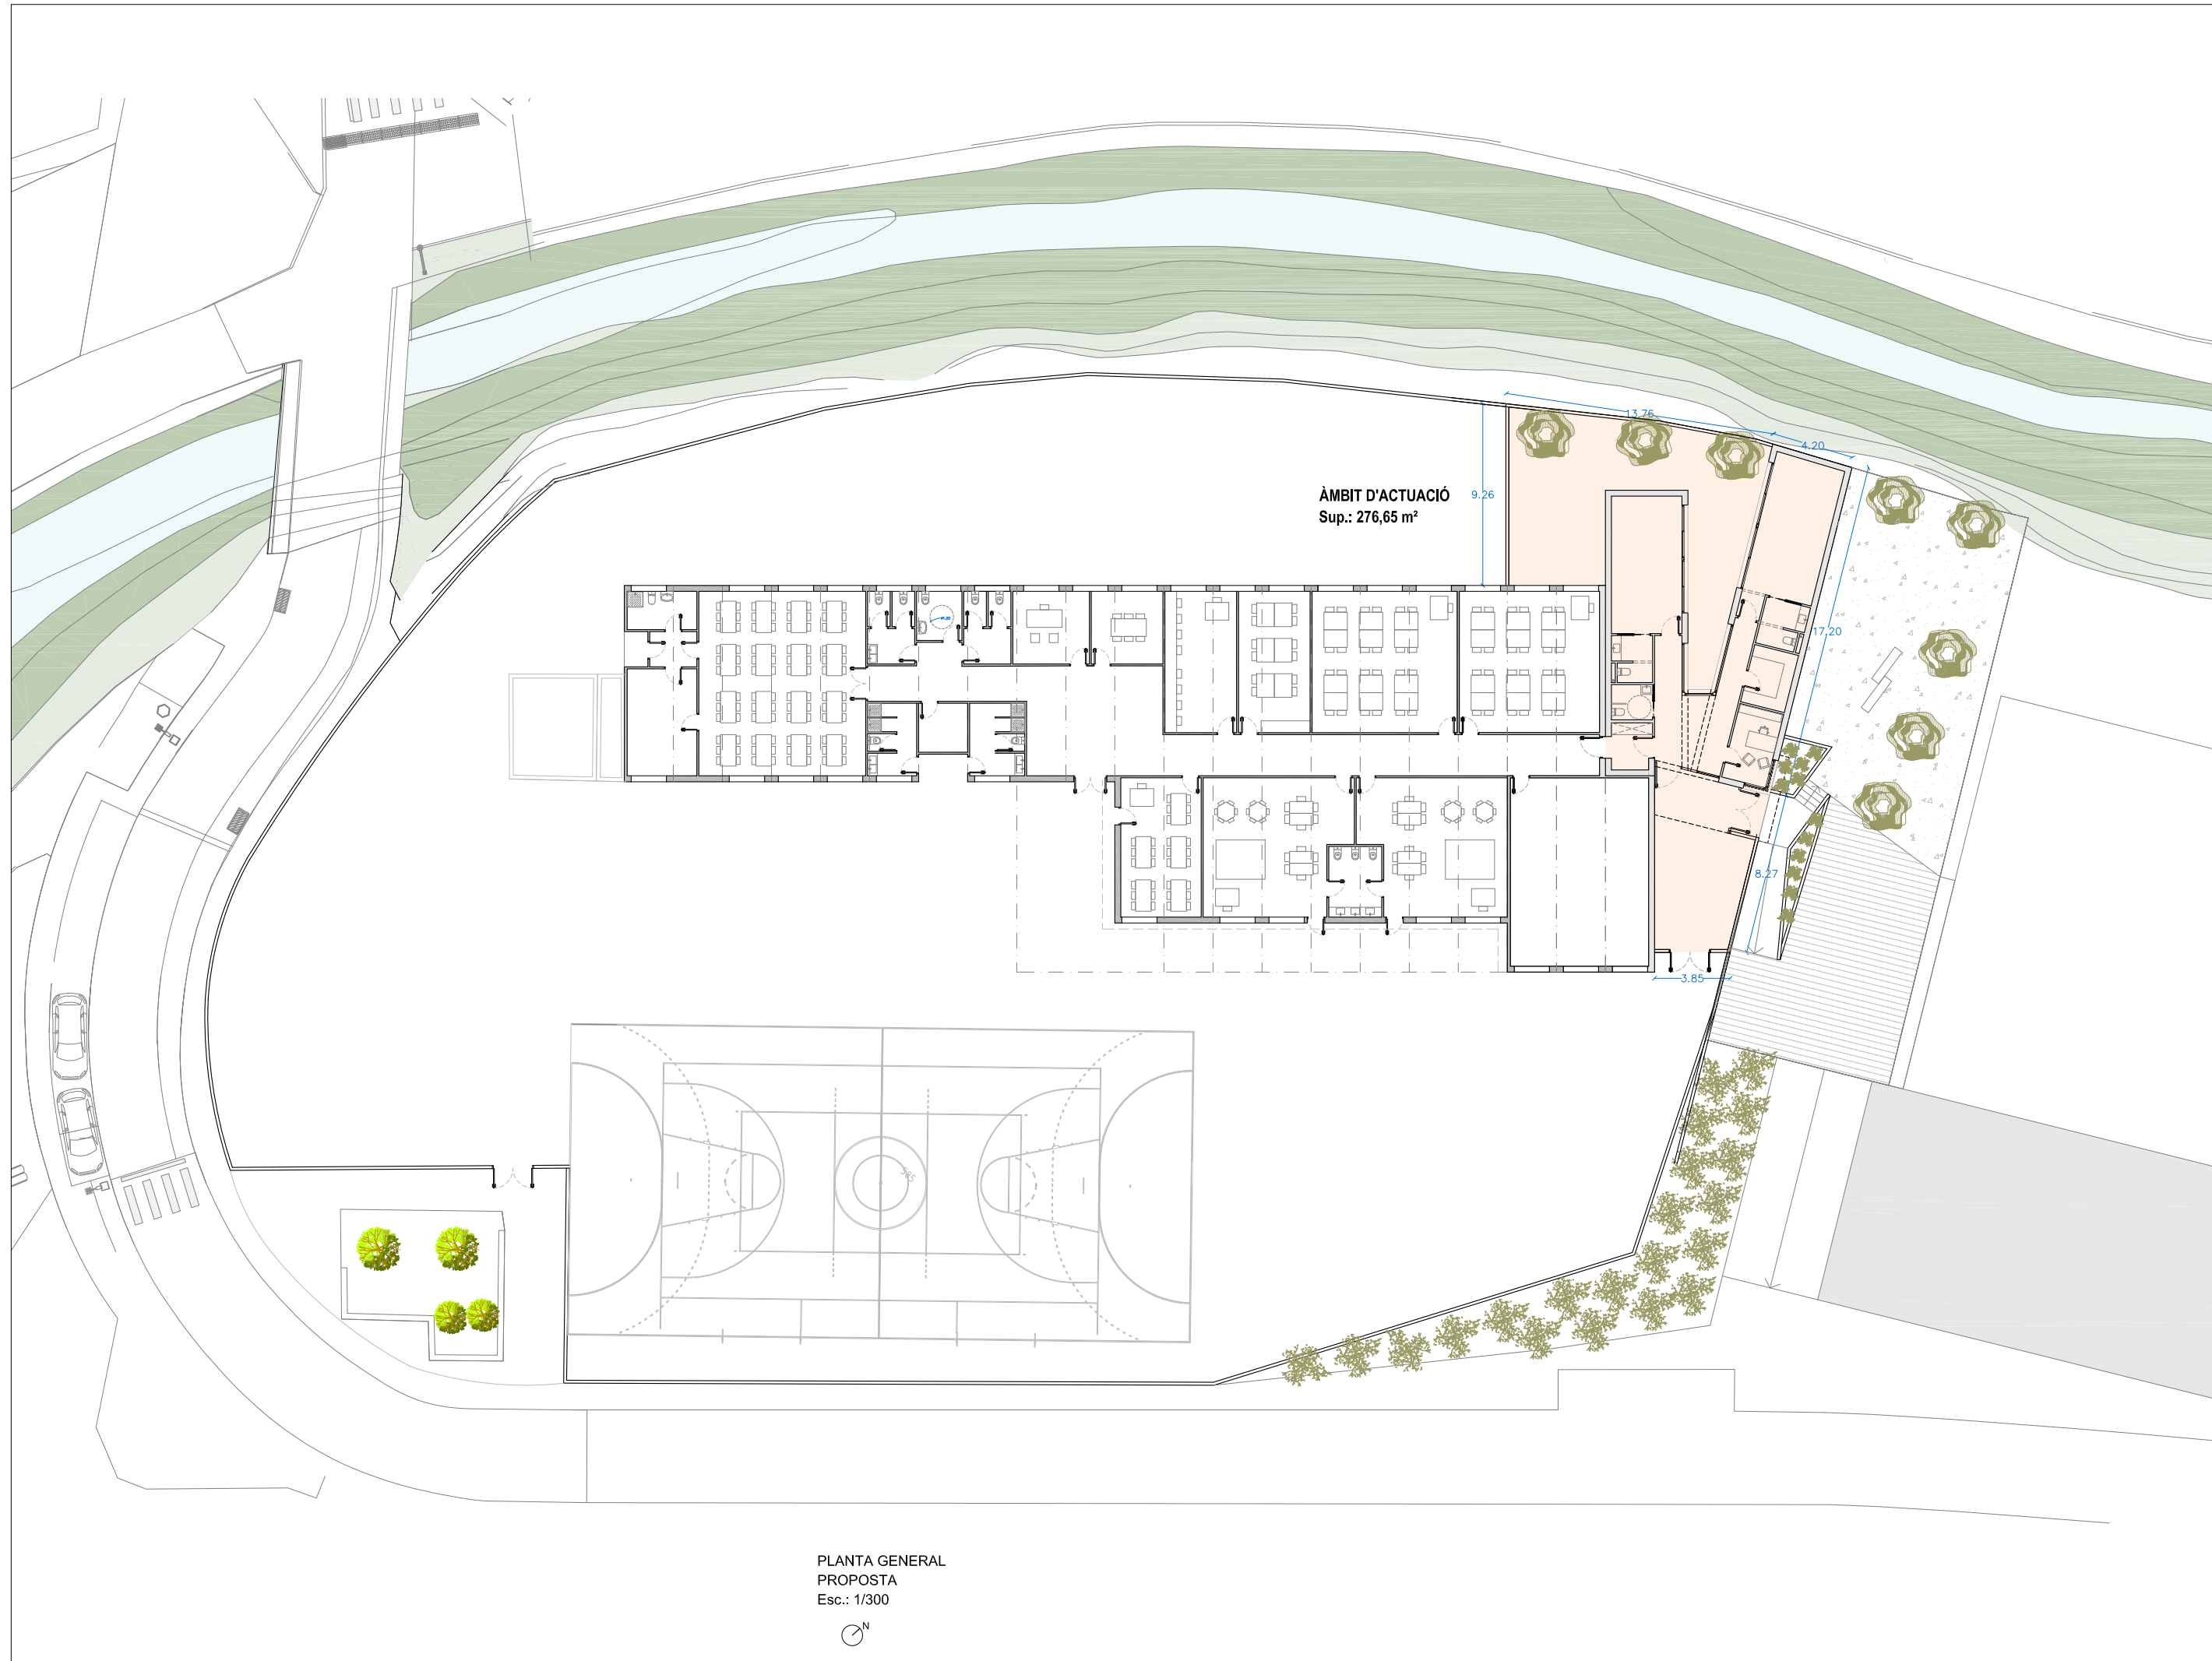 13.76
4.20
ÀMBIT D'ACTUACIÓ
Sup.: 276,65 m²
9.26
17.20
8.27
3.85
PLANTA GENERAL
PROPOSTA
Esc.: 1/300
N